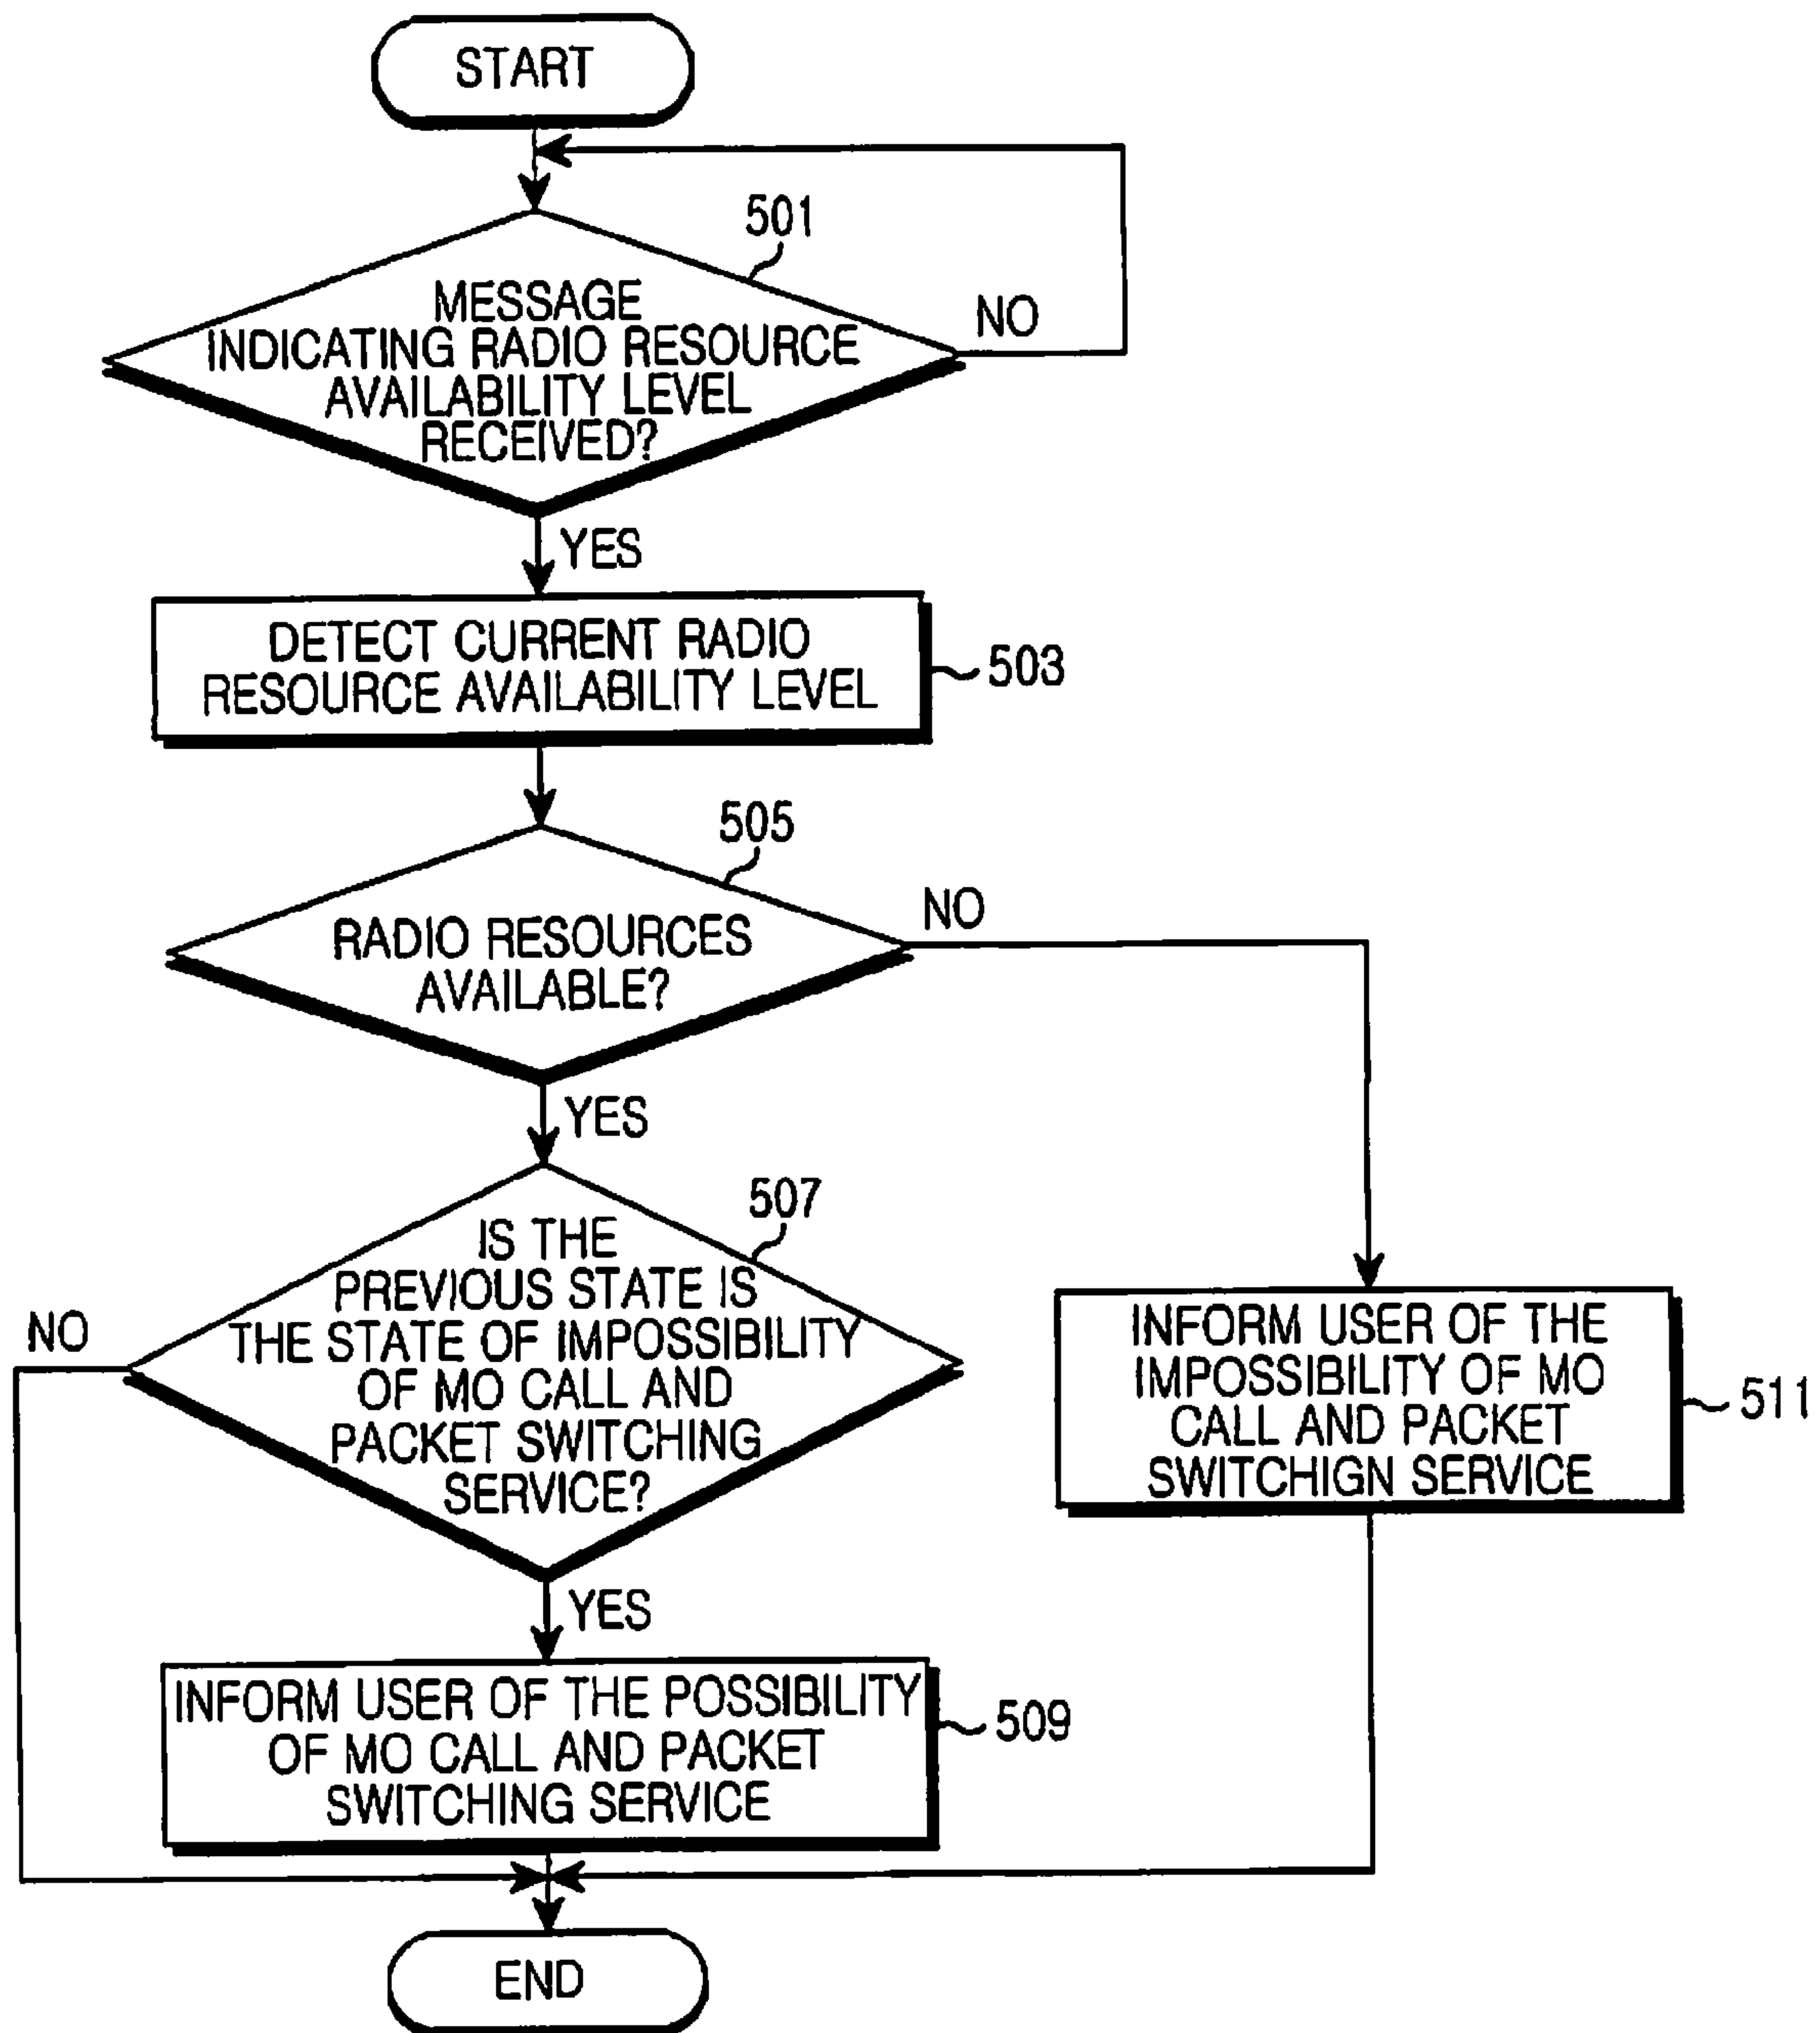 START
501
MESSAGE
INDICATING RADIO RESOURCE
AVAILABILITY LEVEL
RECEIVED?
NO
YES
DETECT CURRENT RADIO
RESOURCE AVAILABILITY LEVEL
503
505
RADIO RESOURCES
AVAILABLE?
NO
YES
507
IS THE
PREVIOUS STATE IS
THE STATE OF IMPOSSIBILITY
OF MO CALL AND
PACKET SWITCHING
SERVICE?
NO
YES
INFORM USER OF THE
IMPOSSIBILITY OF MO
CALL AND PACKET
SWITCHIGN SERVICE
511
INFORM USER OF THE POSSIBILITY
OF MO CALL AND PACKET
SWITCHING SERVICE
509
END